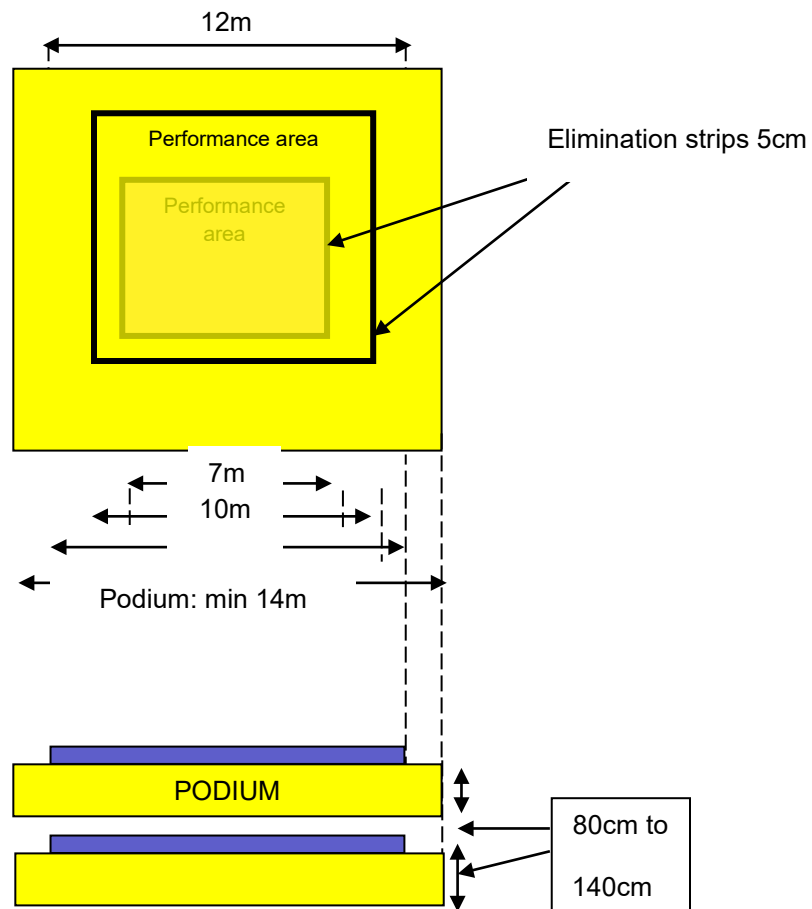 12m
Performance area
Elimination strips 5cm
Performance
area
7m
10m
Podium: min 14m
PODIUM
80cm to
140cm